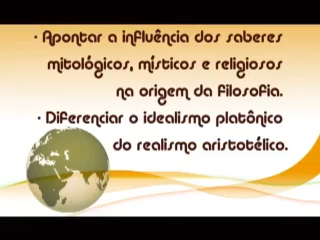 · Apontar a influência dos saberes
mitológicos, místicos e religiosos
na origem da Filosofia.
· Diferenciar o idealismo platônico
do realismo aristotélico.